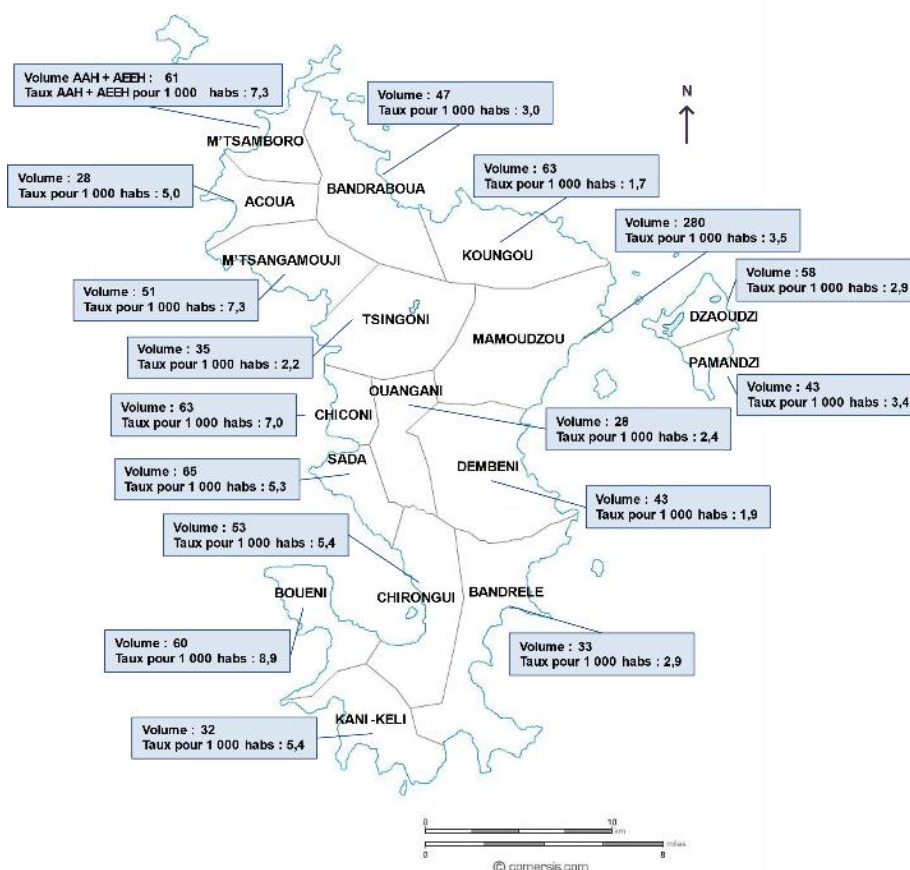 Volume AAH + AEEH : 61
Taux AAH + AEEH pour 1 000 habs : 7,3
Volume : 47
Taux pour 1 000 habs : 3,0
N
M'TSAMBORO
Volume : 63
Taux pour 1 000 habs : 1,7
Volume : 28
Taux pour 1 000 habs : 5,0
BANDRABOUA
ACOUA
Volume : 280
Taux pour 1 000 habs : 3,5
KOUNGOU
M'TSANGAMOUJI
Volume : 58
Taux pour 1 000 habs : 2,9
Volume : 51
Taux pour 1 000 habs : 7,3
TSINGONI
DZAOUDZI
MAMOUDZOU
Volume : 35
Taux pour 1 000 habs : 2,2
PAMANDZI
OUANGANI
Volume : 43
Taux pour 1 000 habs : 3,4
Volume : 63
Taux pour 1 000 habs : 7,0
CHICONI
Volume : 28
Taux pour 1 000 habs : 2,4
SADA
DEMBENI
Volume : 65
Taux pour 1 000 habs : 5,3
Volume : 43
Taux pour 1 000 habs : 1,9
Volume : 53
Taux pour 1 000 habs : 5,4
BOUENI
CHIRONGUI
BANDRELE
Volume : 60
Taux pour 1 000 habs : 8,9
Volume : 33
Taux pour 1 000 habs : 2,9
KANI-KELI
Volume : 32
Taux pour 1 000 habs : 5,4
0 10
km
miles
0 8
© comersis.com